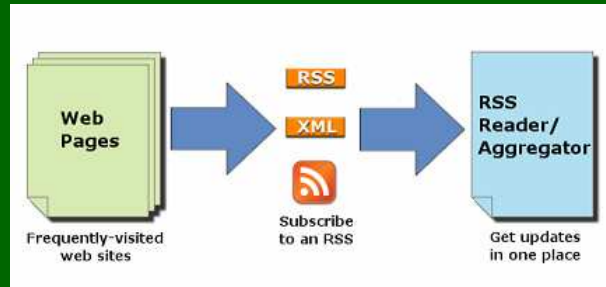 Web
Pages
Frequently-visited
web sites
RSS
XML
Subscribe
to an RSS
RSS
Reader/
Aggregator
Get updates
in one place